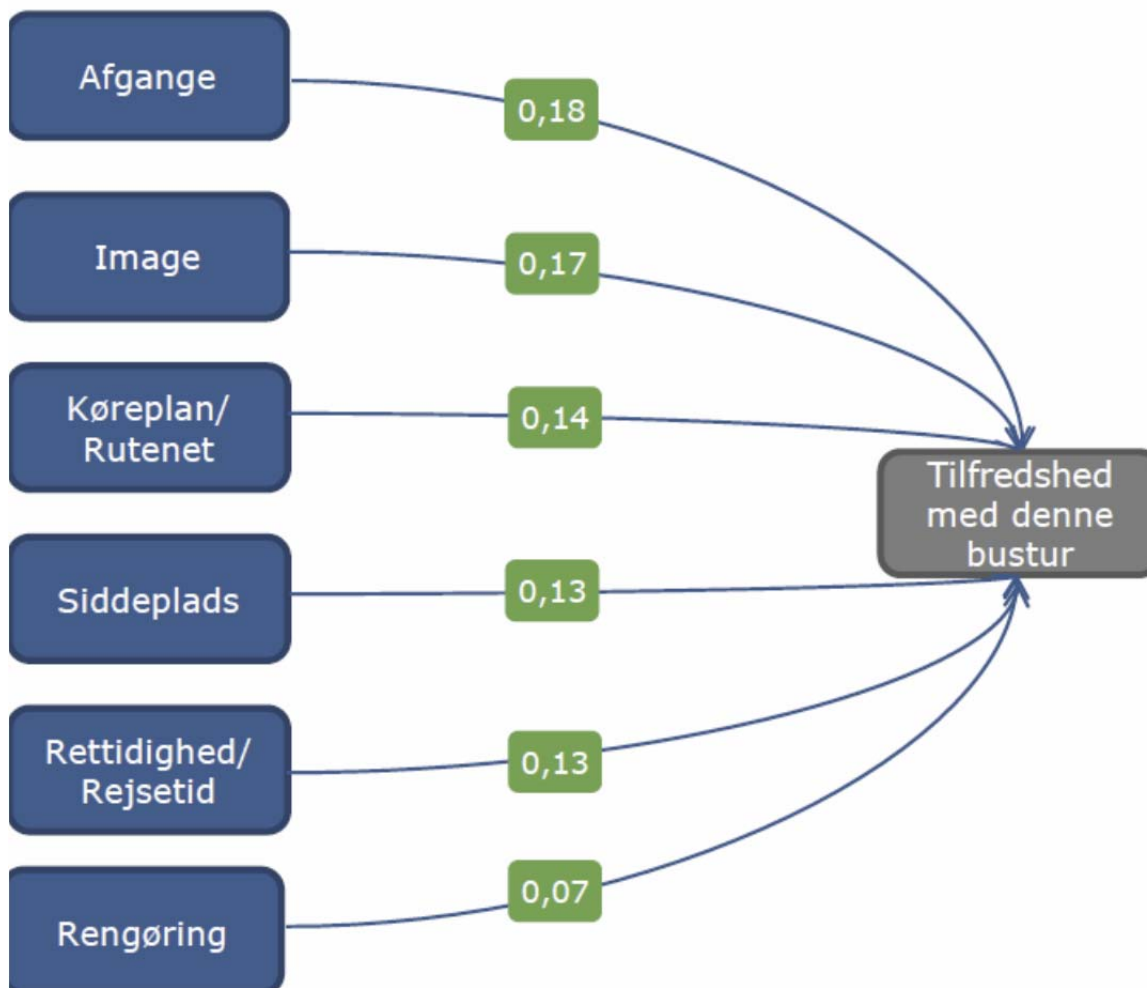 Afgange
0,18
Image
0,17
Køreplan/
Rutenet
0,14
Tilfredshed
med denne
bustur
Siddeplads
0,13
Rettidighed/
Rejsetid
0,13
Rengøring
0,07